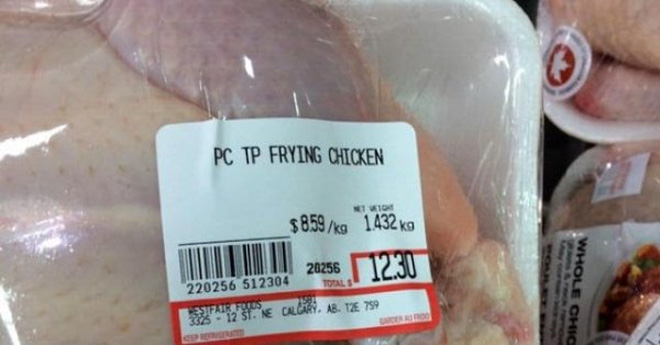 PC TP FRYING CHICKEN
NET WEIGHT
$8.59/kg 1.432 kg
220256 512304
20256 12.30
TOTAL $
WESTFAIR FOODS 1581
3325 - 12 ST. NE CALGARY, AB. T2E 7S9
KEEP REFRIGERATED GARDER AU FROID
WHOLE CHIC